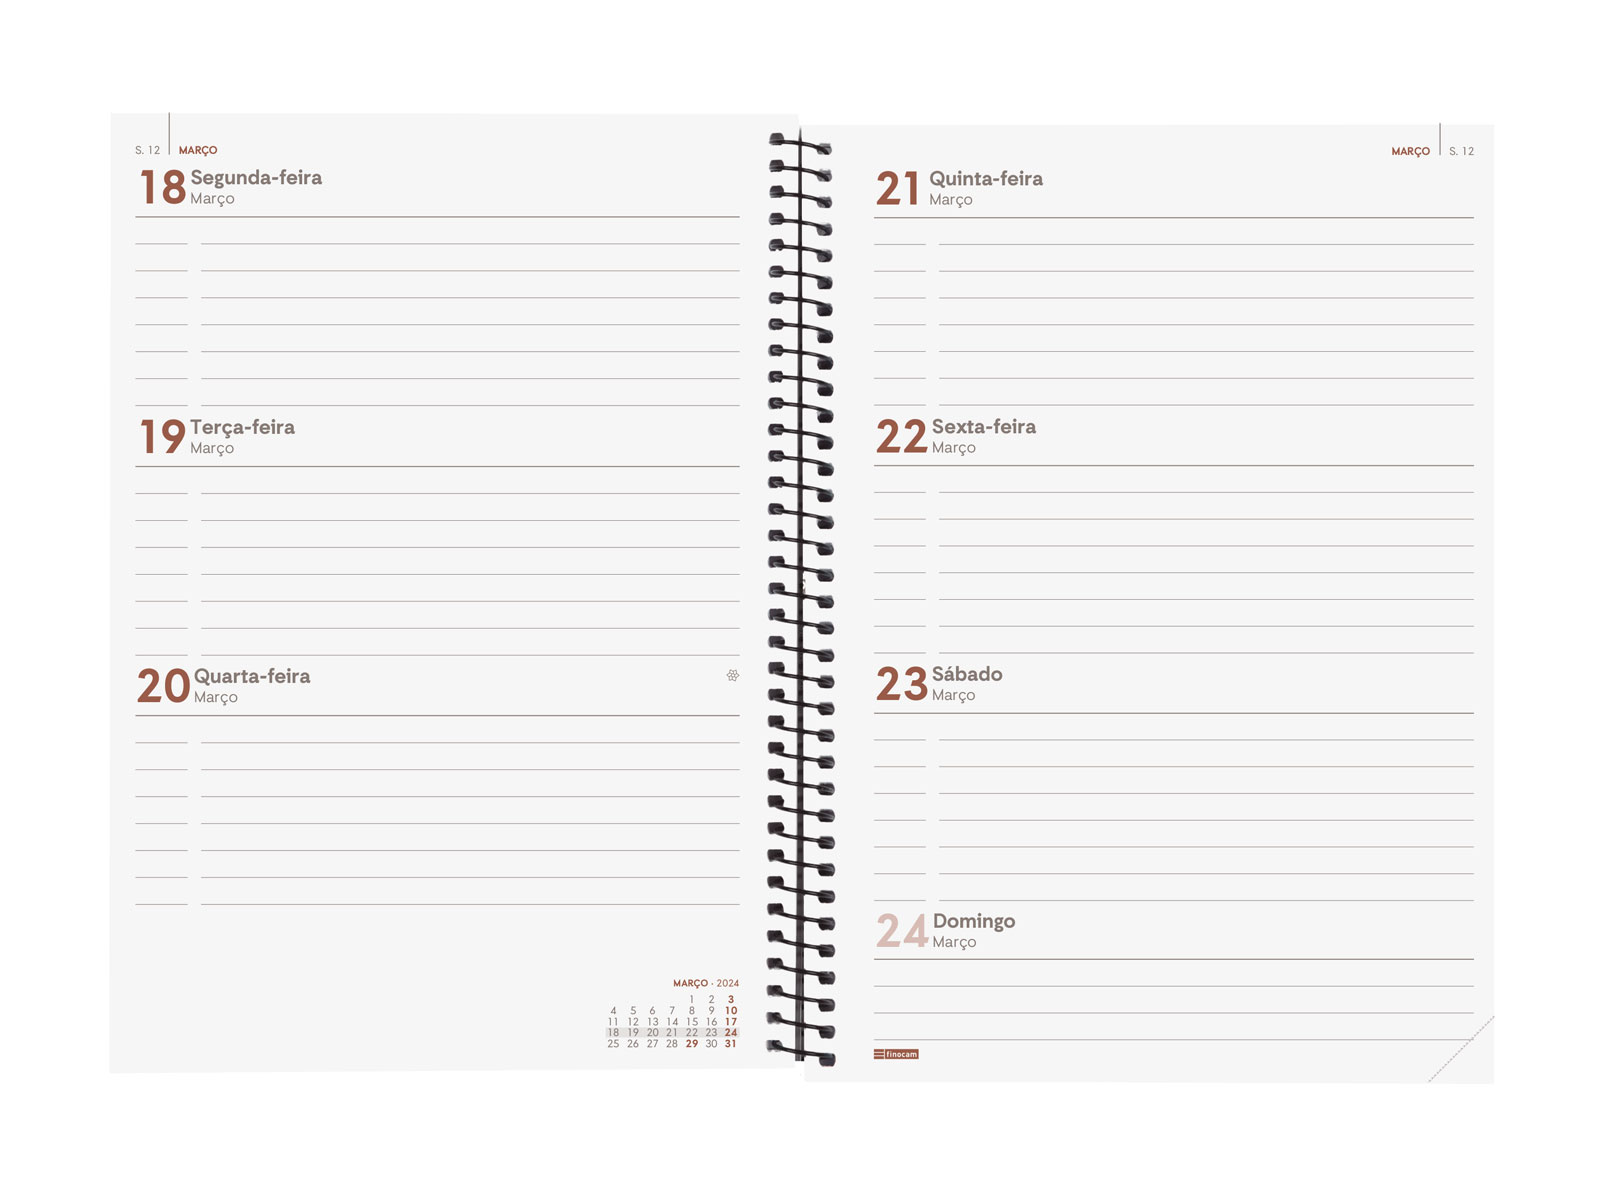 S. 12 MARÇO
18 Segunda-feira
Março
19 Terça-feira
Março
20 Quarta-feira
Março
MARÇO · 2024
1 2 3
4 5 6 7 8 9 10
11 12 13 14 15 16 17
18 19 20 21 22 23 24
25 26 27 28 29 30 31
MARÇO S. 12
21 Quinta-feira
Março
22 Sexta-feira
Março
23 Sábado
Março
24 Domingo
Março
finocam